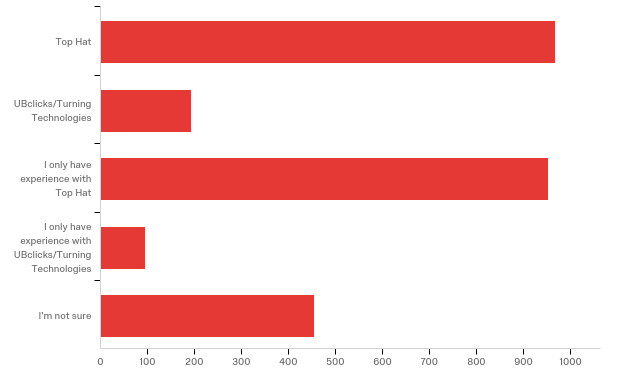 Top Hat
UBclicks/Turning
Technologies
I only have
experience with
Top Hat
I only have
experience with
UBclicks/Turning
Technologies
I'm not sure
0 100 200 300 400 500 600 700 800 900 1000